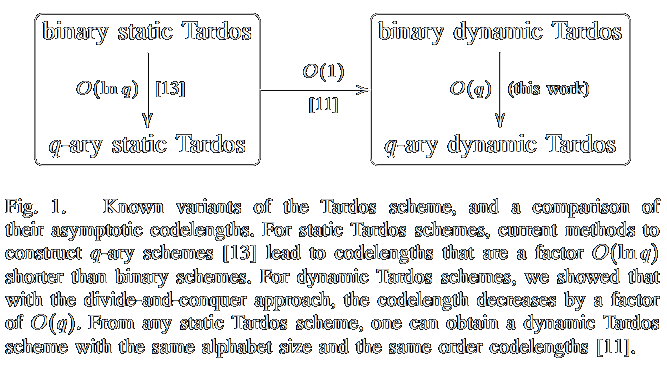 binary static Tardos
binary dynamic Tardos
O(ln q) [13]
O(1)
[11]
O(q) (this work)
q-ary static Tardos
q-ary dynamic Tardos
Fig. 1. Known variants of the Tardos scheme, and a comparison of
their asymptotic codelengths. For static Tardos schemes, current methods to
construct q-ary schemes [13] lead to codelengths that are a factor O(ln q)
shorter than binary schemes. For dynamic Tardos schemes, we showed that
with the divide-and-conquer approach, the codelength decreases by a factor
of O(q). From any static Tardos scheme, one can obtain a dynamic Tardos
scheme with the same alphabet size and the same order codelengths [11].